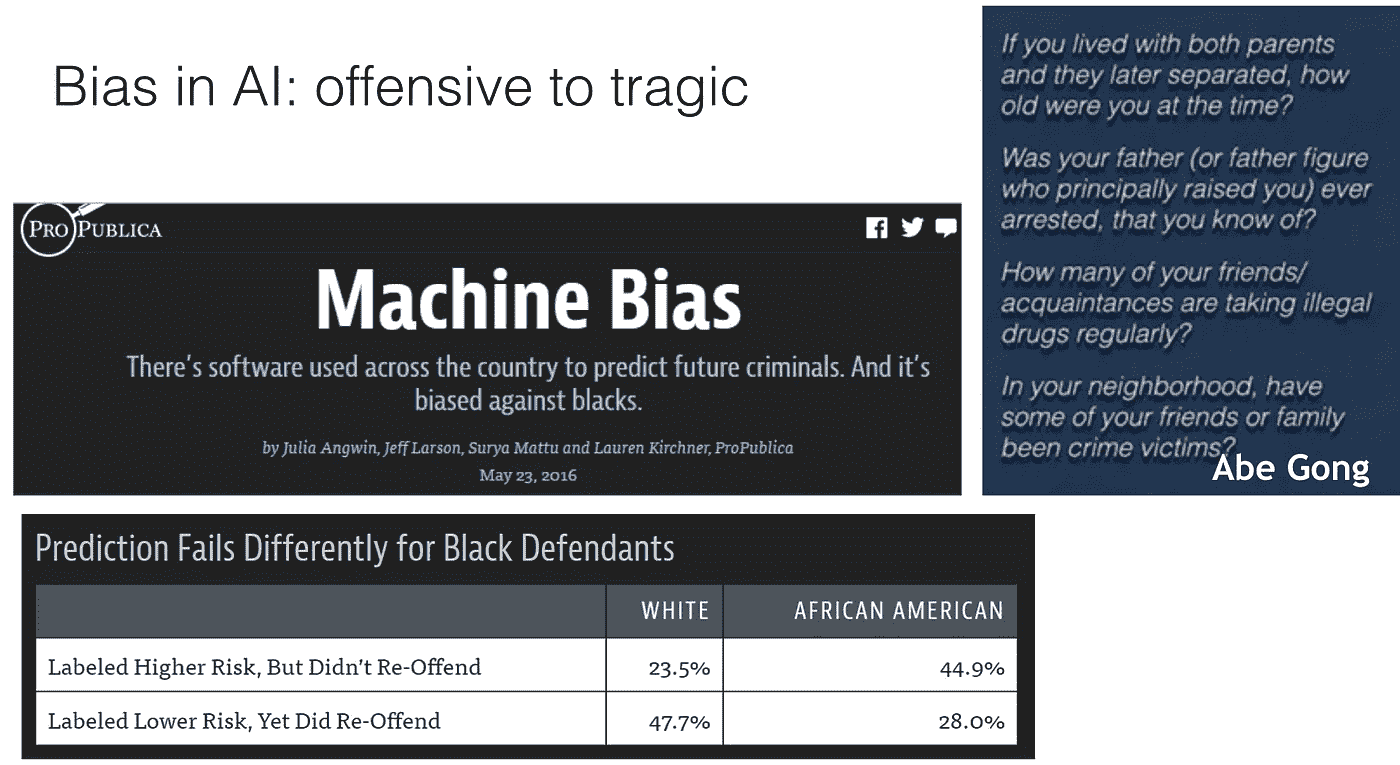 Bias in AI: offensive to tragic
If you lived with both parents
and they later separated, how
old were you at the time?
Was your father (or father figure
who principally raised you) ever
arrested, that you know of?
How many of your friends/
acquaintances are taking illegal
drugs regularly?
In your neighborhood, have
some of your friends or family
been crime victims?
Abe Gong
PROPUBLICA
Machine Bias
There's software used across the country to predict future criminals. And it's
biased against blacks.
by Julia Angwin, Jeff Larson, Surya Mattu and Lauren Kirchner, ProPublica
May 23, 2016
Prediction Fails Differently for Black Defendants
WHITE AFRICAN AMERICAN
Labeled Higher Risk, But Didn't Re-Offend 23.5% 44.9%
Labeled Lower Risk, Yet Did Re-Offend 47.7% 28.0%